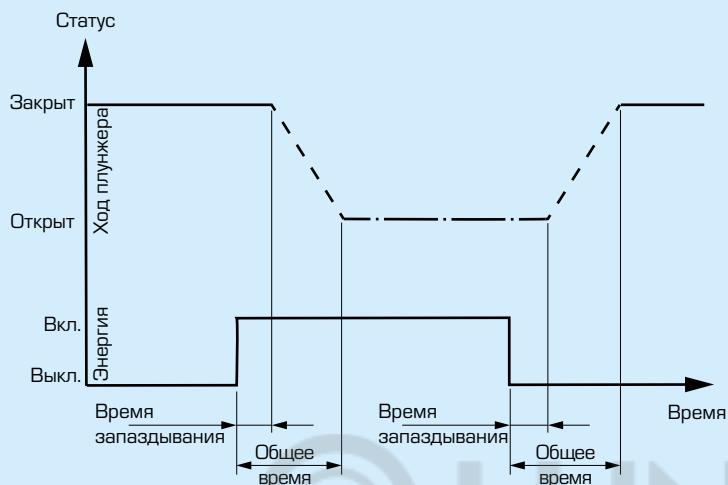 Статус
Закрыт
Ход плунжера
Открыт
Вкл.
Энергия
Выкл.
Время
Время
запаздывания
Время
запаздывания
Общее
время
Общее
время